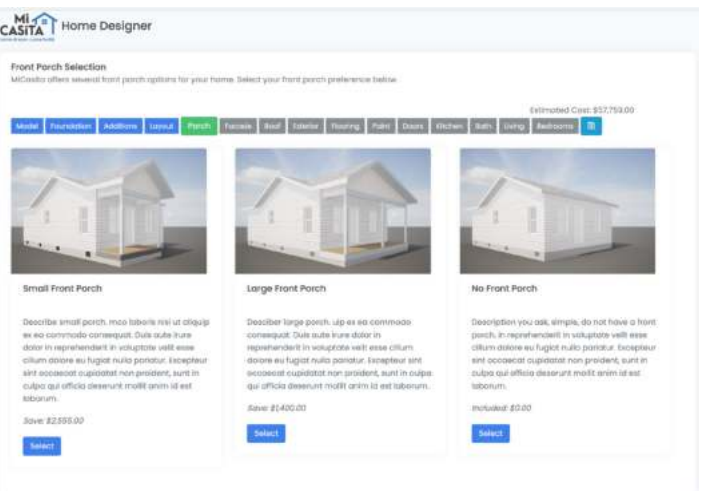 Mi
CASITA
Home Designer
Front Porch Selection
MiCasita offers several front porch options for your home. Select your front porch preference below.
Estimated Cost: $57,759.00
Model Foundation Additions Layout Porch Facade Roof Exterior Flooring Paint Doors Kitchen Bath Living Bedrooms
Small Front Porch
Describe small porch. moo laboris nisi ut aliquip
ex ea commodo consequat. Duis aute irure
dolor in reprehenderit in voluptate velit esse
cillum dolore eu fugiat nulla pariatur. Excepteur
sint occaecat cupidatat non proident, sunt in
culpa qui officia deserunt mollit anim id est
laborum.
Save: $2,555.00
Select
Large Front Porch
Desciber large porch. uip ex ea commodo
consequat. Duis aute irure dolor in
reprehenderit in voluptate velit esse cillum
dolore eu fugiat nulla pariatur. Excepteur sint
occaecat cupidatat non proident, sunt in culpa
qui officia deserunt mollit anim id est laborum.
Save: $1,400.00
Select
No Front Porch
Description you ask, simple, do not have a front
porch. in reprehenderit in voluptate velit esse
cillum dolore eu fugiat nulla pariatur. Excepteur
sint occaecat cupidatat non proident, sunt in
culpa qui officia deserunt mollit anim id est
laborum.
Included: $0.00
Select